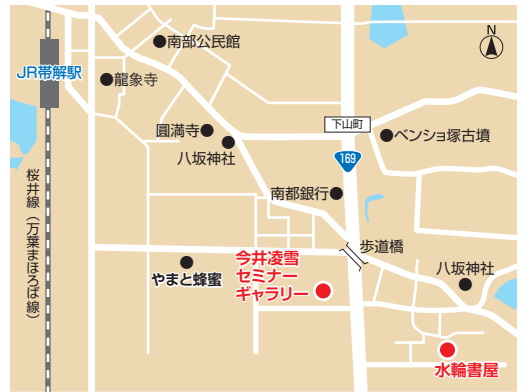 N
南部公民館
JR帯解駅
龍象寺
下山町
圓満寺
ベンショ塚古墳
八坂神社
169
桜井線（万葉まほろば線）
南都銀行
歩道橋
今井凌雪
セミナー
ギャラリー
やまと蜂蜜
八坂神社
水輪書屋